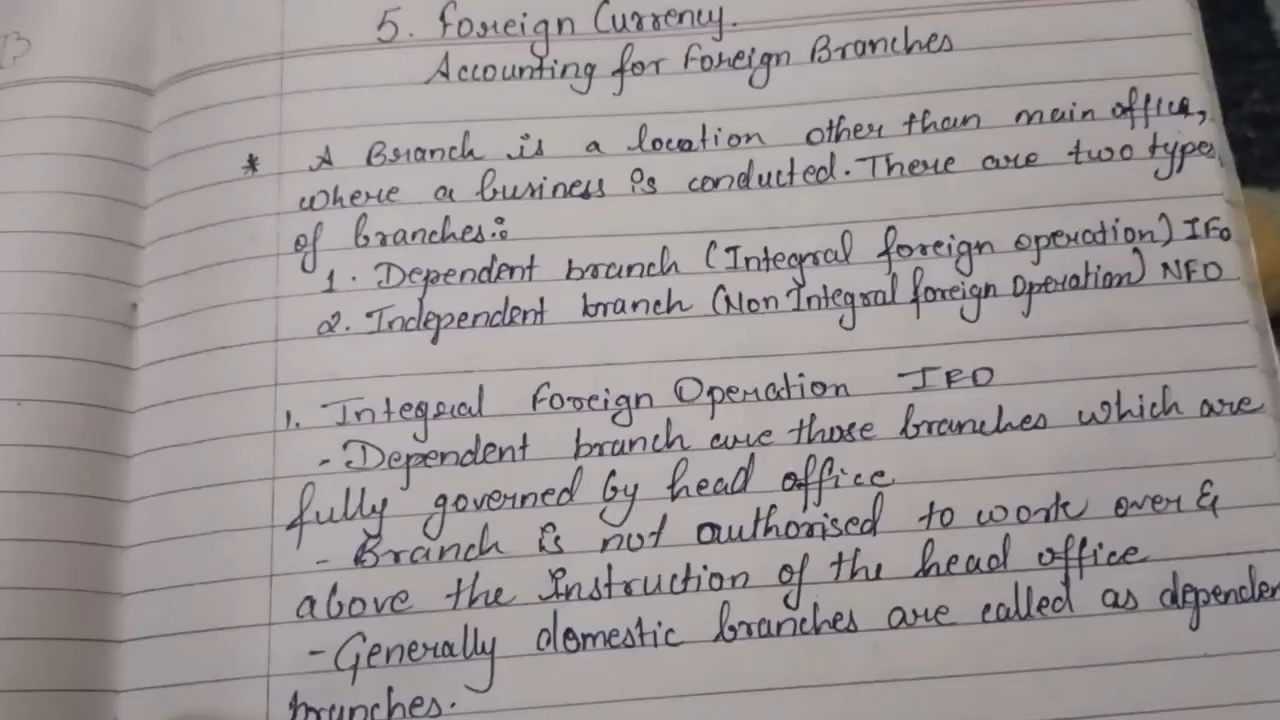 5. Foreign Currency.
Accounting for Foreign Branches
* A Branch is a location other than main office,
where a business is conducted. There are two types
of branches:
1. Dependent branch (Integral foreign operation) IFO
2. Independent branch (Non Integral foreign Operation) NFO
1. Integral Foreign Operation IFO
- Dependent branch are those branches which are
fully governed by head office
- Branch is not authorised to work over &
above the Instruction of the head office
- Generally domestic branches are called as dependen
branches.